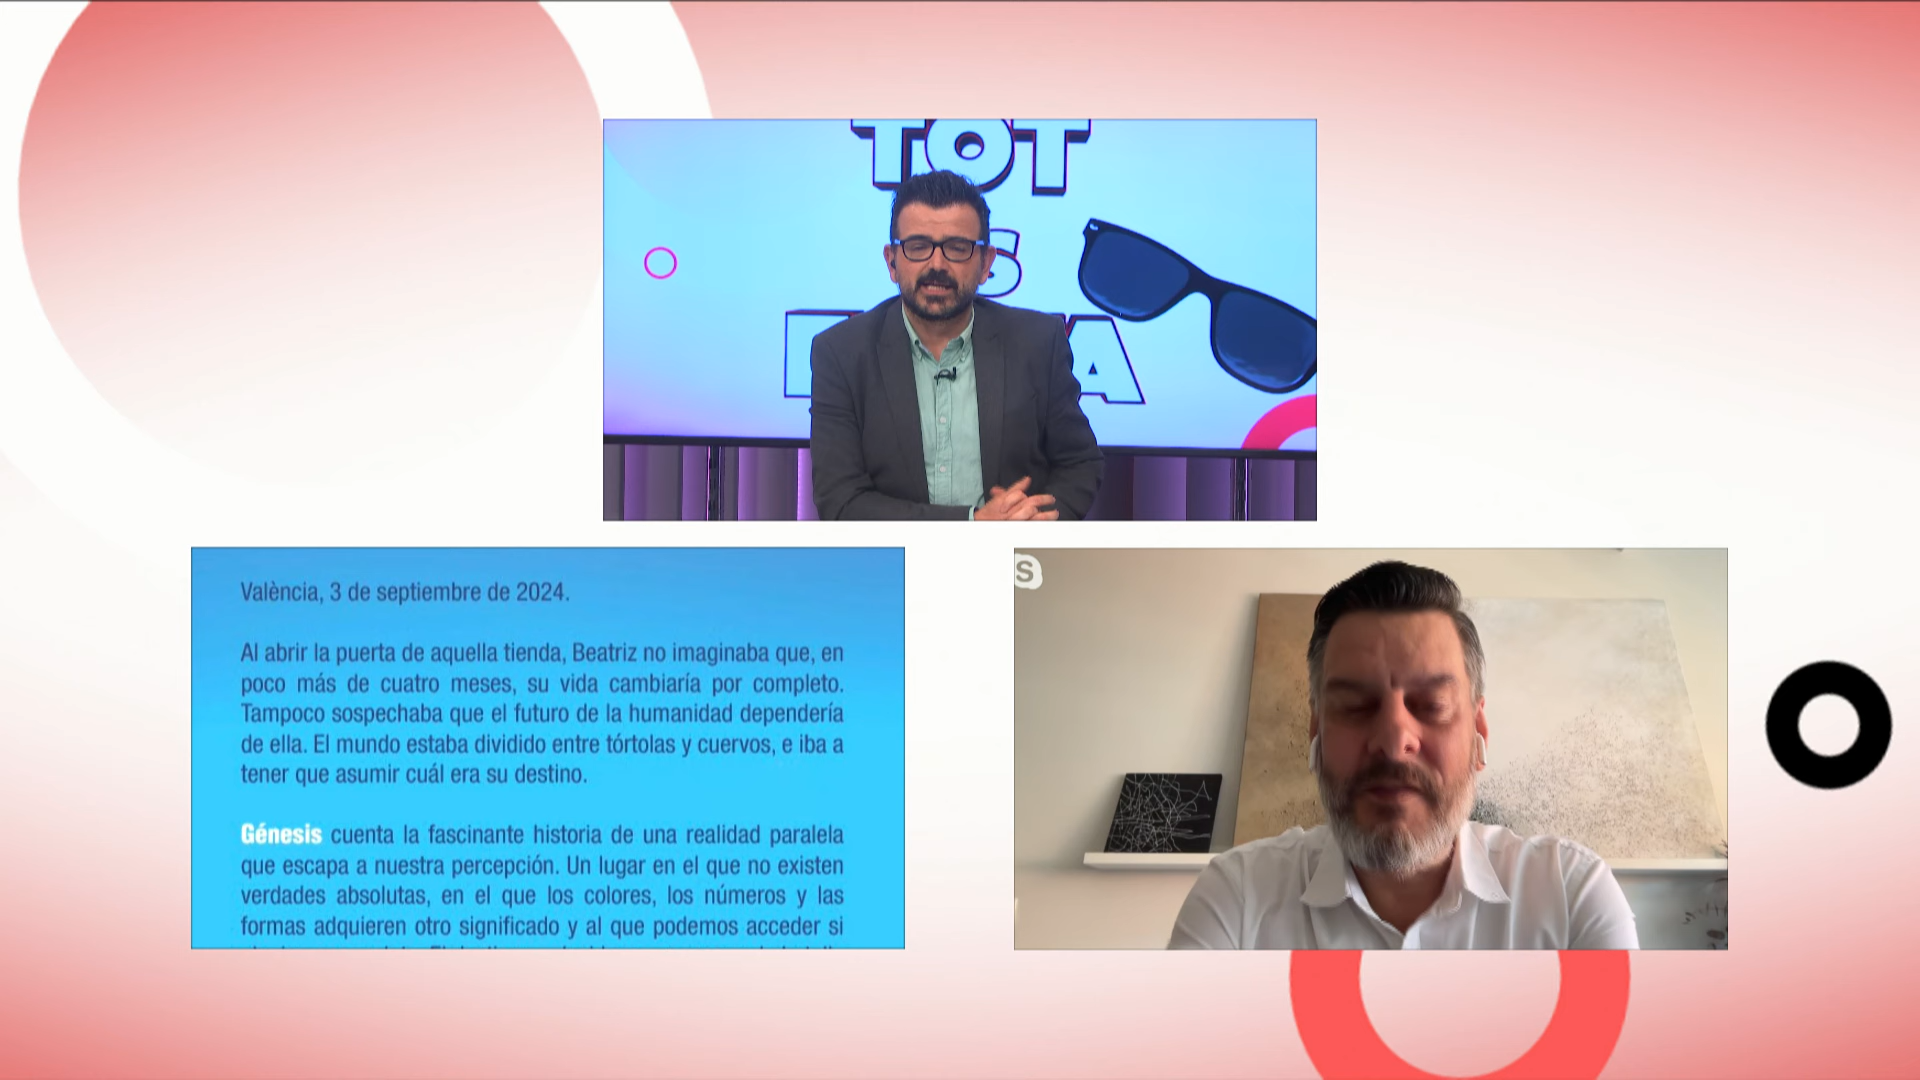 TOT
S
A
València, 3 de septiembre de 2024.
Al abrir la puerta de aquella tienda, Beatriz no imaginaba que, en
poco más de cuatro meses, su vida cambiaría por completo.
Tampoco sospechaba que el futuro de la humanidad dependería
de ella. El mundo estaba dividido entre tórtolas y cuervos, e iba a
tener que asumir cuál era su destino.
Génesis cuenta la fascinante historia de una realidad paralela
que escapa a nuestra percepción. Un lugar en el que no existen
verdades absolutas, en el que los colores, los números y las
formas adquieren otro significado y al que podemos acceder si
S